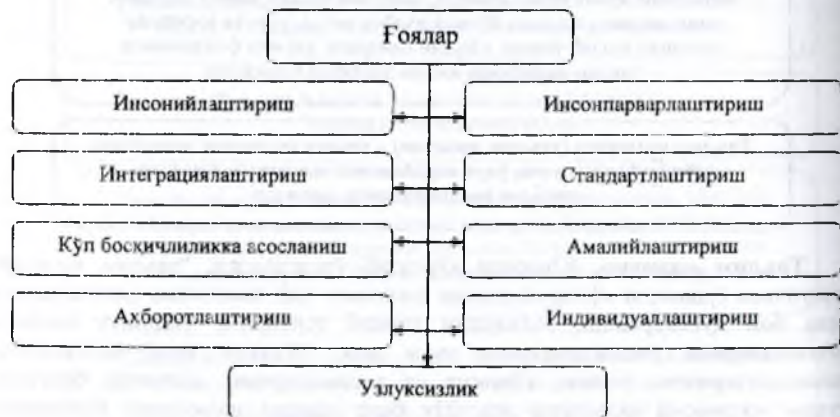 Ғоялар
Инсонийлаштириш
Инсонпарварлаштириш
Интеграциялаштириш
Стандартлаштириш
Кўп босқичлиликка асосланиш
Амалийлаштириш
Ахборотлаштириш
Индивидуаллаштириш
Узлуксизлик